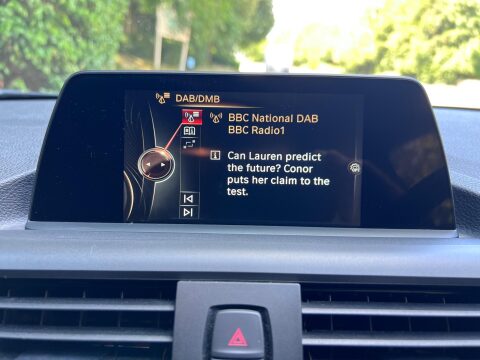 DAB/DMB
BBC National DAB
BBC Radio1
Can Lauren predict
the future? Conor
puts her claim to the
test.